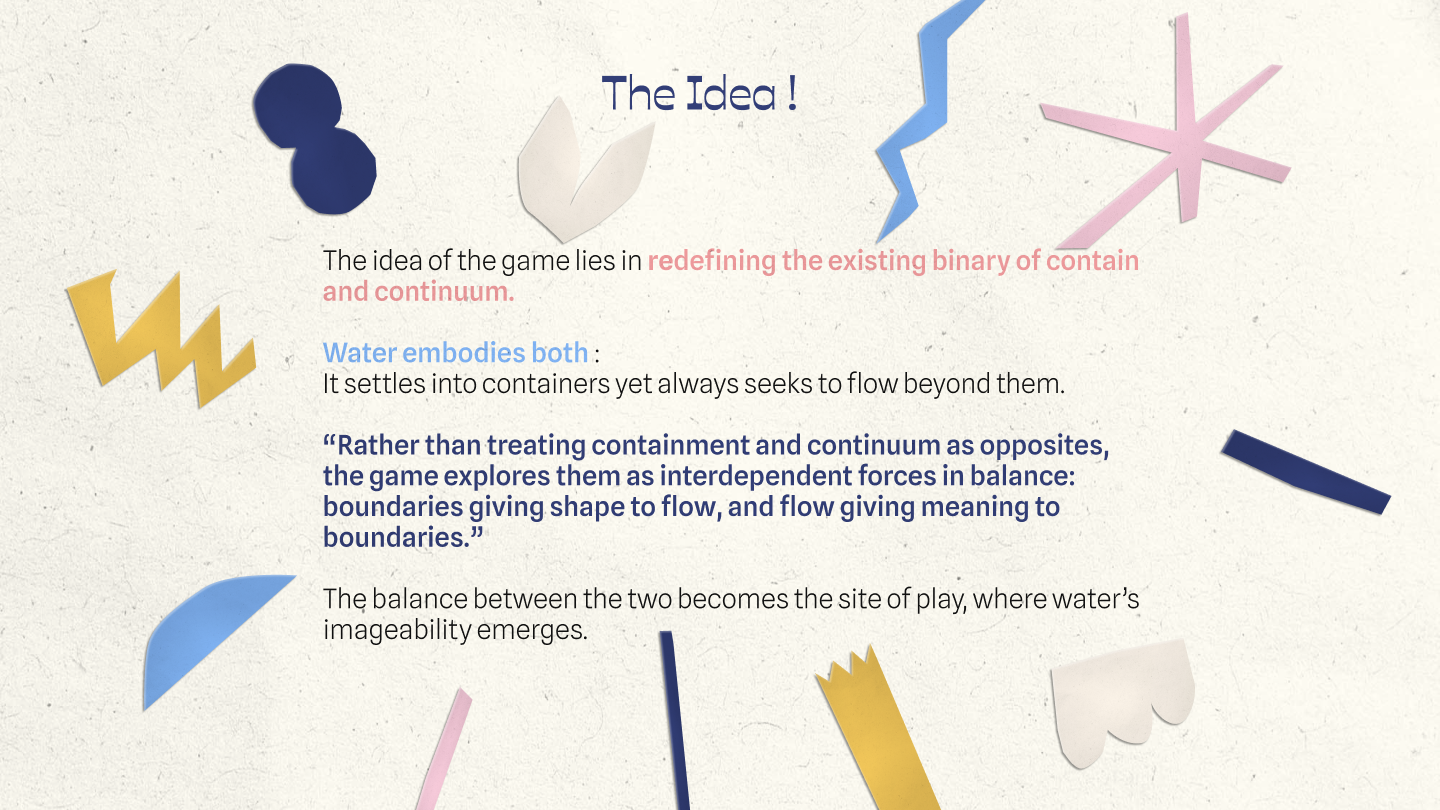 The Idea !
The idea of the game lies in redefining the existing binary of contain
and continuum.
Water embodies both :
It settles into containers yet always seeks to flow beyond them.
“Rather than treating containment and continuum as opposites,
the game explores them as interdependent forces in balance:
boundaries giving shape to flow, and flow giving meaning to
boundaries.”
The balance between the two becomes the site of play, where water’s
imageability emerges.